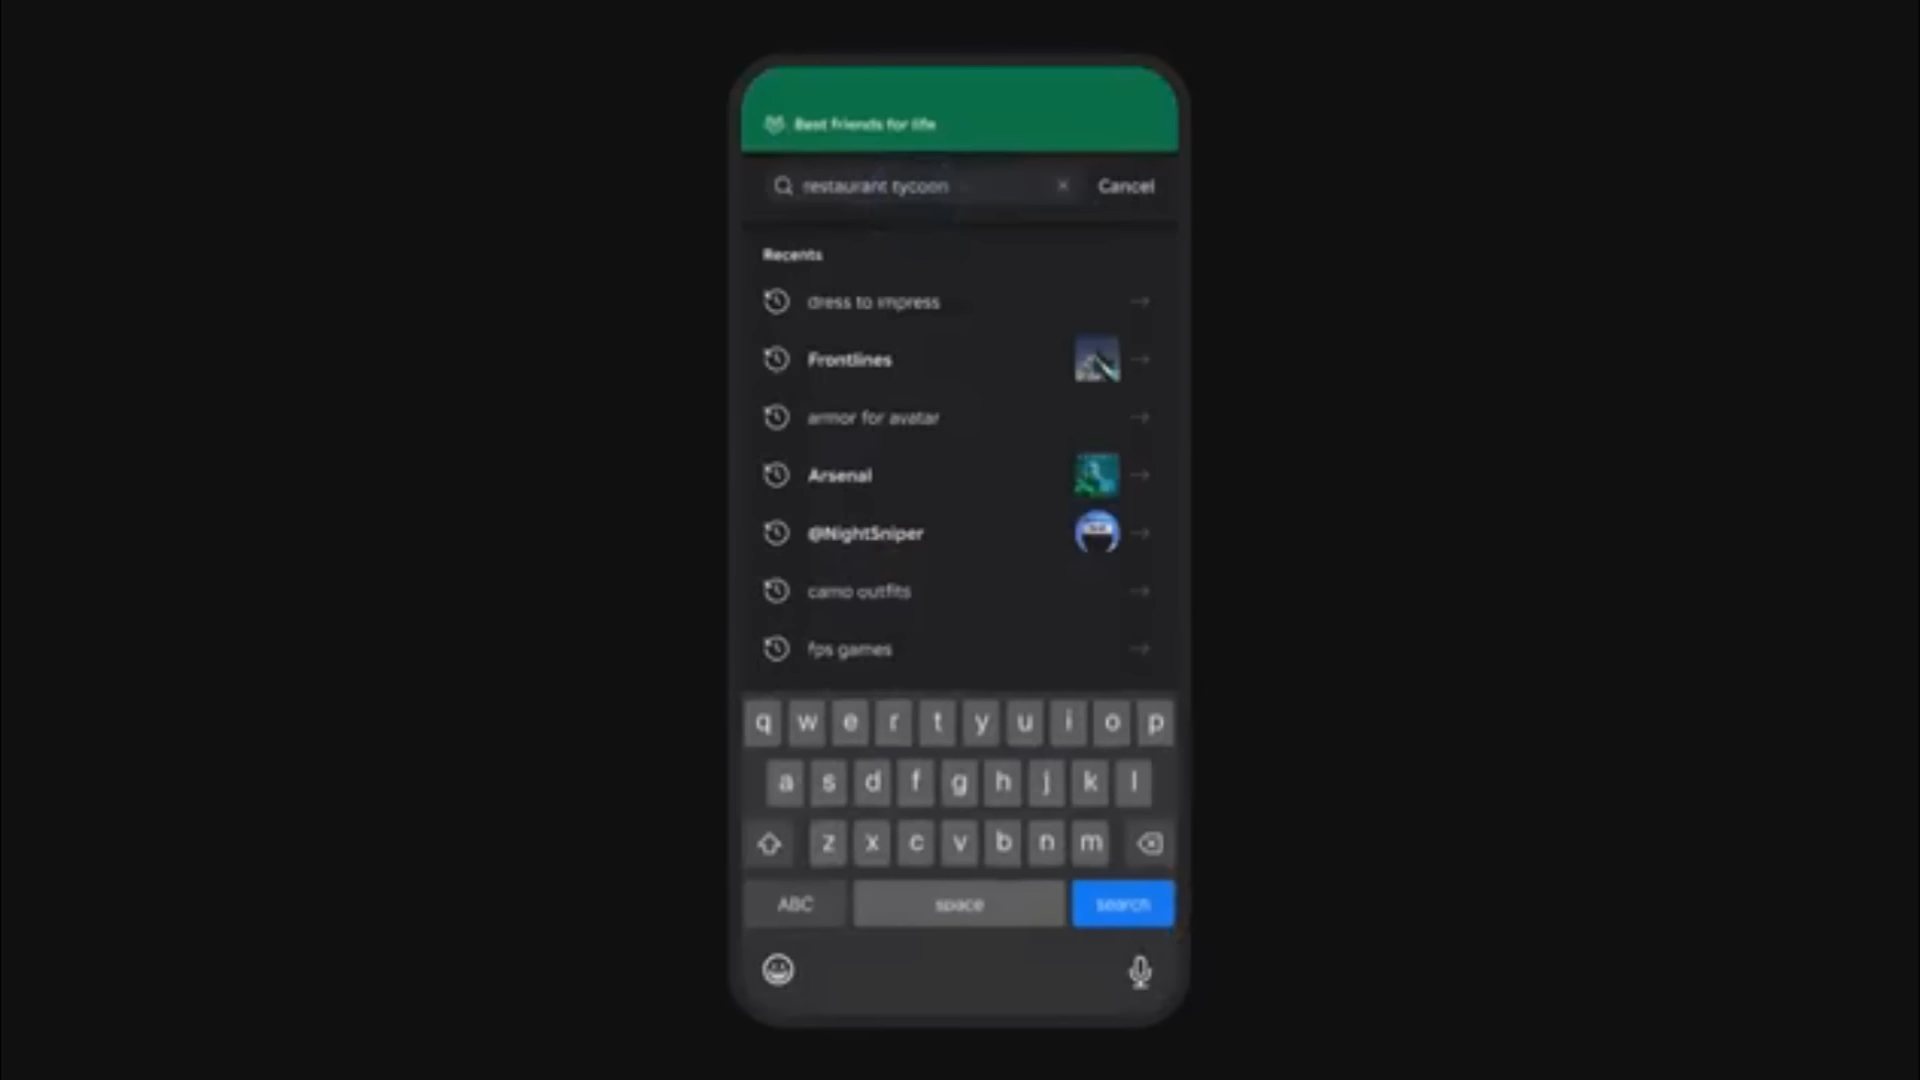 Best friends for life
restaurant tycoon
Cancel
Recents
dress to impress
Frontlines
armor for avatar
Arsenal
@NightSniper
camo outfits
fps games
q w e r t y u i o p
a s d f g h j k l
z x c v b n m
ABC space search